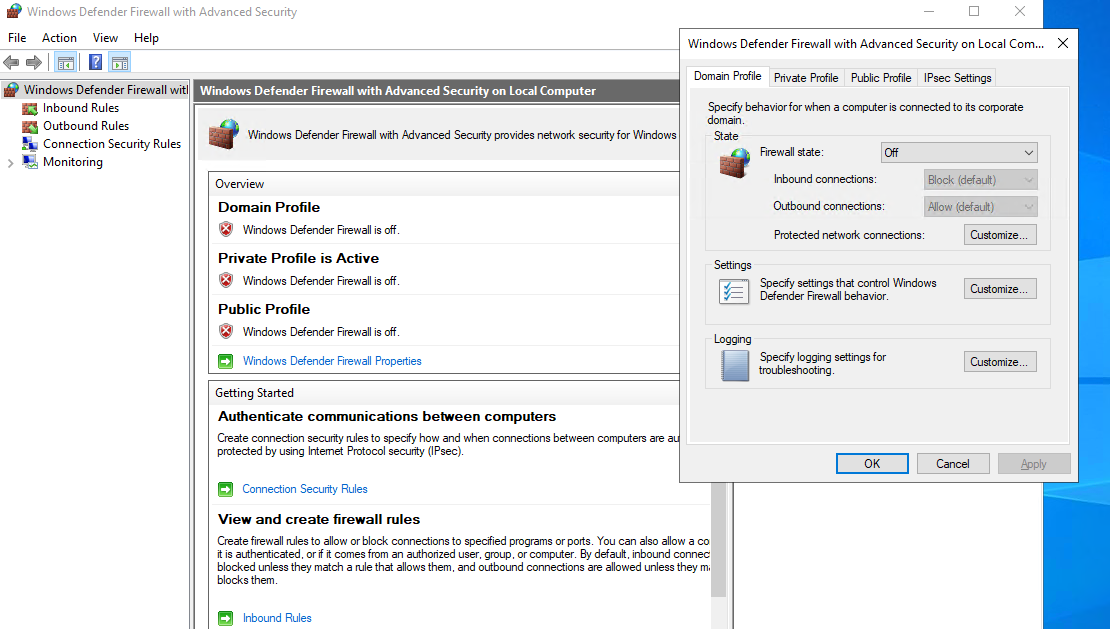 Windows Defender Firewall with Advanced Security
File Action View Help
Windows Defender Firewall wit
Inbound Rules
Outbound Rules
Connection Security Rules
Monitoring
Windows Defender Firewall with Advanced Security on Local Computer
Windows Defender Firewall with Advanced Security provides network security for Windows
Overview
Domain Profile
Windows Defender Firewall is off.
Private Profile is Active
Windows Defender Firewall is off.
Public Profile
Windows Defender Firewall is off.
Windows Defender Firewall Properties
Getting Started
Authenticate communications between computers
Create connection security rules to specify how and when connections between computers are au
protected by using Internet Protocol security (IPsec).
Connection Security Rules
View and create firewall rules
Create firewall rules to allow or block connections to specified programs or ports. You can also allow a co
it is authenticated, or if it comes from an authorized user, group, or computer. By default, inbound connec
blocked unless they match a rule that allows them, and outbound connections are allowed unless they m
blocks them.
Inbound Rules
Windows Defender Firewall with Advanced Security on Local Com...
Domain Profile Private Profile Public Profile IPsec Settings
Specify behavior for when a computer is connected to its corporate
domain.
State
Firewall state: Off
Inbound connections: Block (default)
Outbound connections: Allow (default)
Protected network connections: Customize...
Settings
Specify settings that control Windows
Defender Firewall behavior.
Customize...
Logging
Specify logging settings for
troubleshooting.
Customize...
OK Cancel Apply